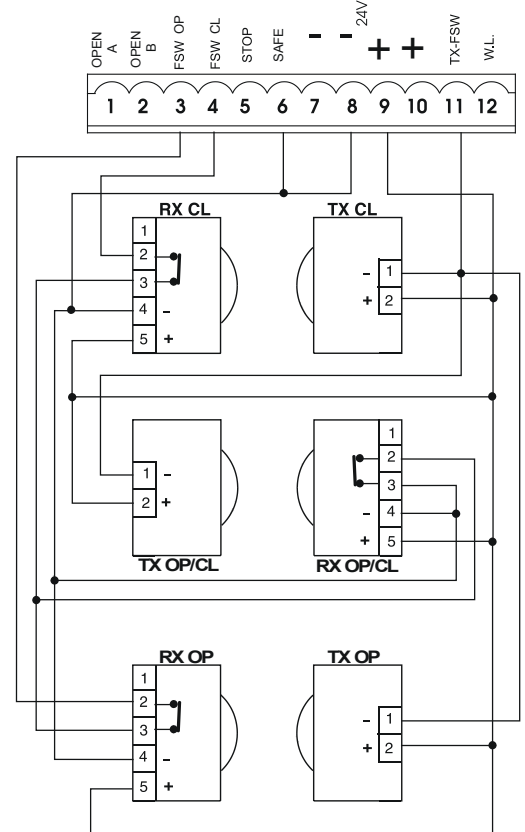 OPEN A
OPEN B
FSW OP
FSW CL
STOP
SAFE
-
-
24V
+
+
TX-FSW
W.L.
1 2 3 4 5 6 7 8 9 10 11 12
RX CL
1
2
3
4 -
5 +
TX CL
- 1
+ 2
1 -
2 +
TX OP/CL
1
2
3
- 4
+ 5
RX OP/CL
RX OP
1
2
3
4 -
5 +
TX OP
- 1
+ 2